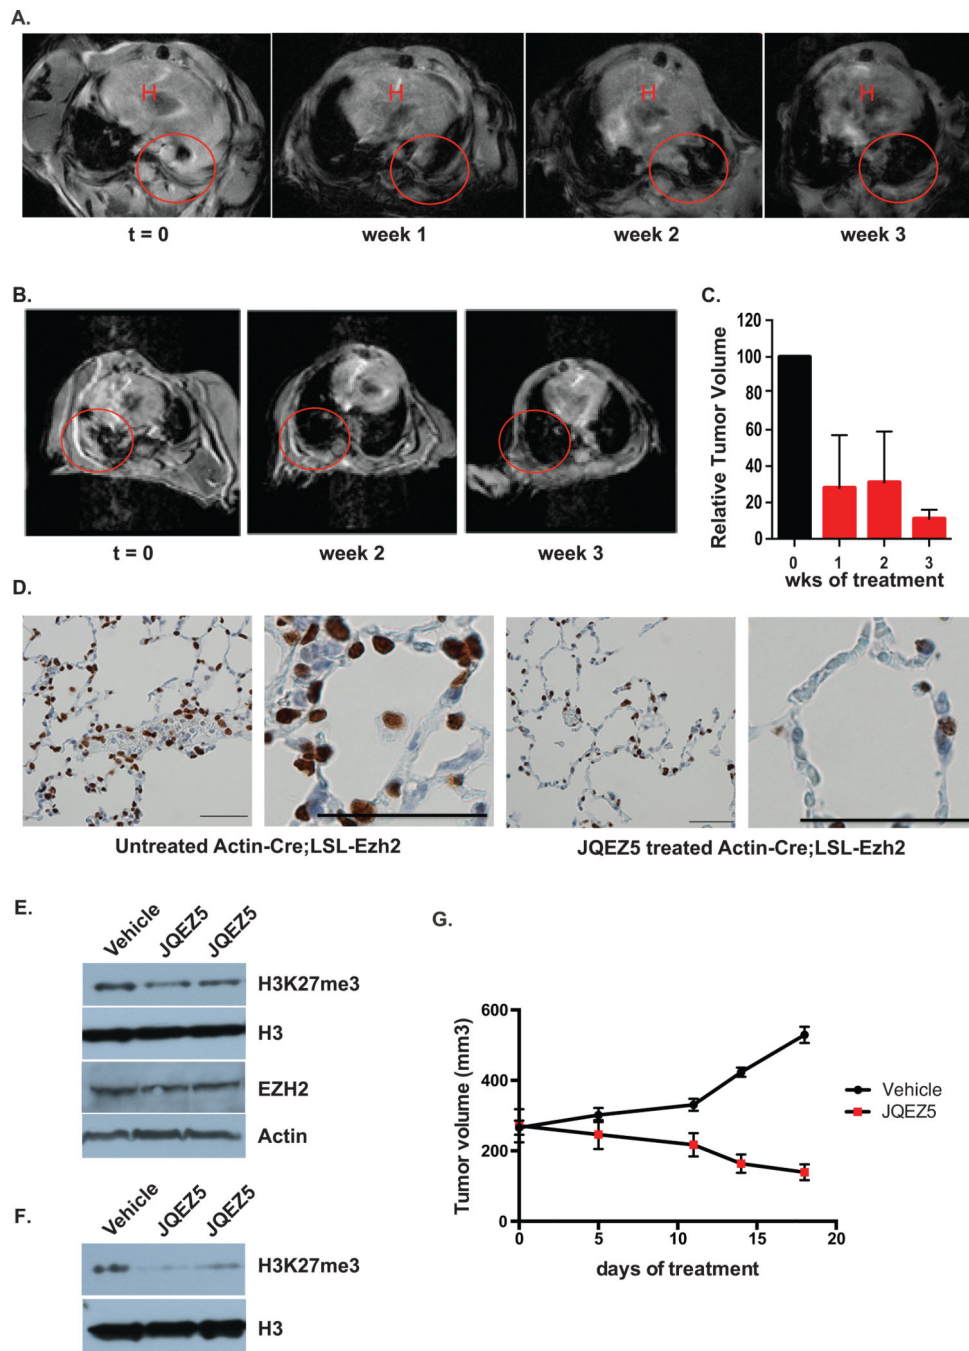 A.
H
H
H
H
t = 0
week 1
week 2
week 3
B.
t = 0
week 2
week 3
C.
Relative Tumor Volume
120
100
80
60
40
20
0
0 1 2 3
wks of treatment
D.
Untreated Actin-Cre;LSL-Ezh2
JQEZ5 treated Actin-Cre;LSL-Ezh2
E.
Vehicle
JQEZ5
JQEZ5
H3K27me3
H3
EZH2
Actin
F.
Vehicle
JQEZ5
JQEZ5
H3K27me3
H3
G.
Tumor volume (mm3)
600
400
200
0
0 5 10 15 20
days of treatment
Vehicle
JQEZ5